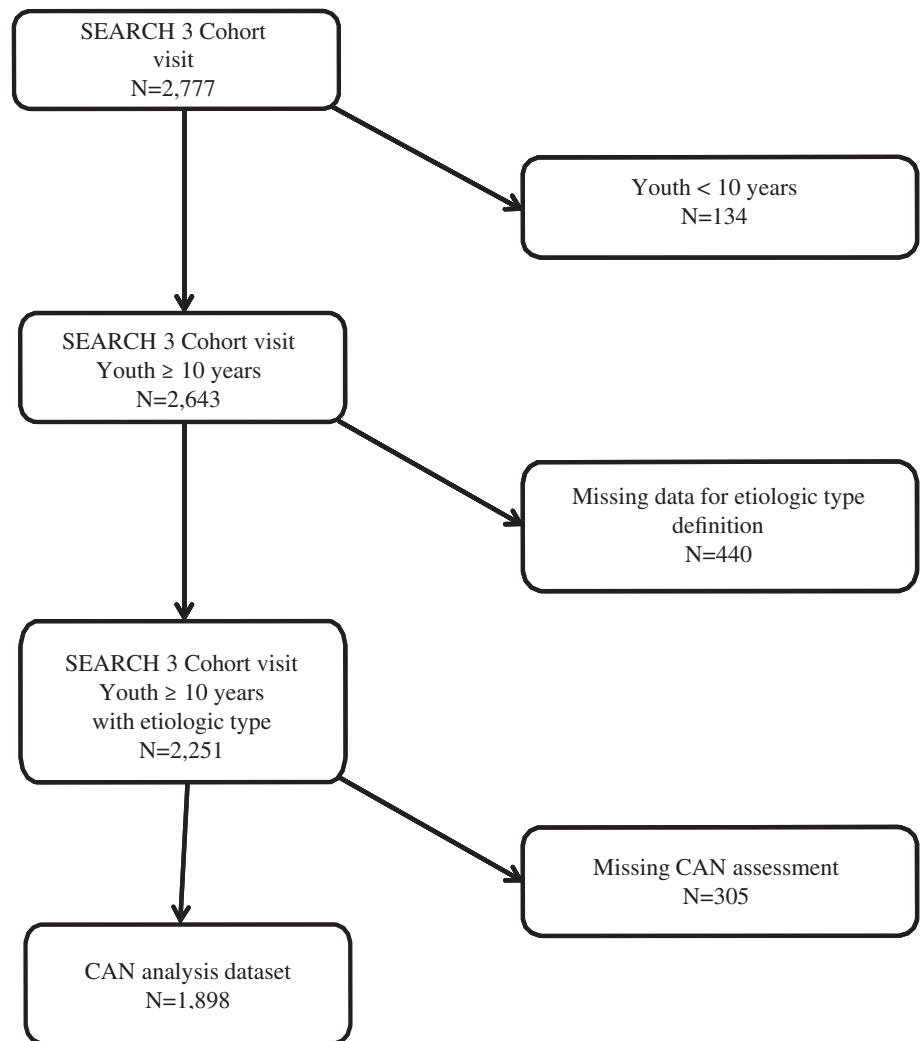 SEARCH 3 Cohort
visit
N=2,777
Youth < 10 years
N=134
SEARCH 3 Cohort visit
Youth ≥ 10 years
N=2,643
Missing data for etiologic type
definition
N=440
SEARCH 3 Cohort visit
Youth ≥ 10 years
with etiologic type
N=2,251
Missing CAN assessment
N=305
CAN analysis dataset
N=1,898